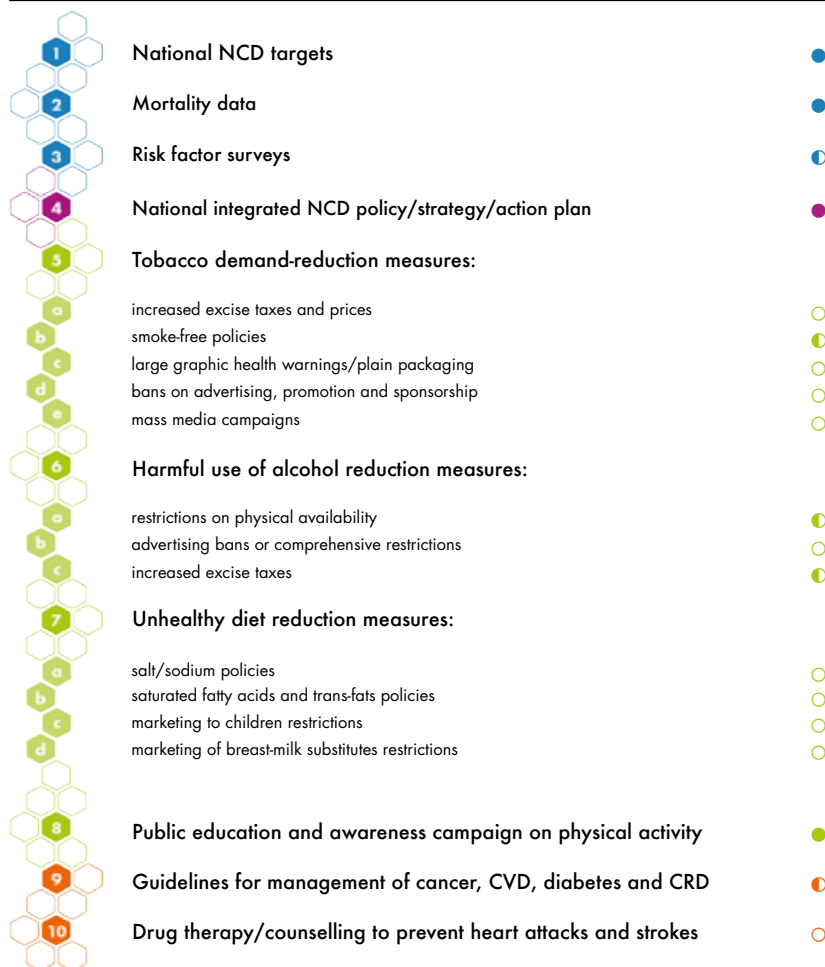 1 National NCD targets ●
2 Mortality data ●
3 Risk factor surveys ◐
4 National integrated NCD policy/strategy/action plan ●
5 Tobacco demand-reduction measures:
a increased excise taxes and prices ○
b smoke-free policies ◐
c large graphic health warnings/plain packaging ○
d bans on advertising, promotion and sponsorship ○
e mass media campaigns ○
6 Harmful use of alcohol reduction measures:
a restrictions on physical availability ◐
b advertising bans or comprehensive restrictions ○
c increased excise taxes ◐
7 Unhealthy diet reduction measures:
a salt/sodium policies ○
b saturated fatty acids and trans-fats policies ○
c marketing to children restrictions ○
d marketing of breast-milk substitutes restrictions ○
8 Public education and awareness campaign on physical activity ●
9 Guidelines for management of cancer, CVD, diabetes and CRD ◐
10 Drug therapy/counselling to prevent heart attacks and strokes ○